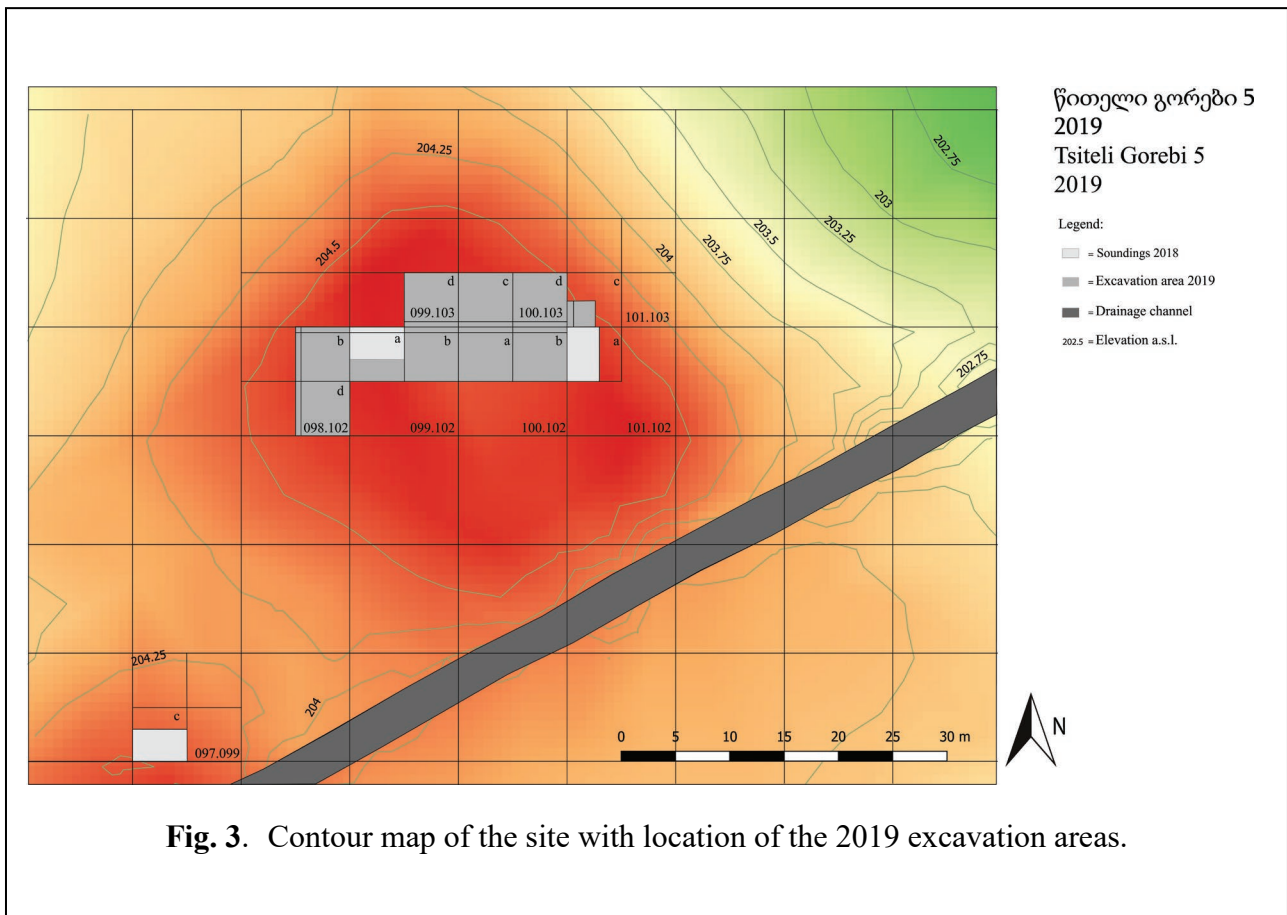 წითელი გორები 5
2019
Tsiteli Gorebi 5
2019
Legend:
= Soundings 2018
= Excavation area 2019
= Drainage channel
202.5 = Elevation a.s.l.
204.25
202.75
203
203.25
203.5
203.75
204
204.5
d c d c
099.103 100.103 101.103
b a b a b a
d
098.102 099.102 100.102 101.102
202.75
204.25
204
c
097.099
0 5 10 15 20 25 30 m
N
Fig. 3. Contour map of the site with location of the 2019 excavation areas.